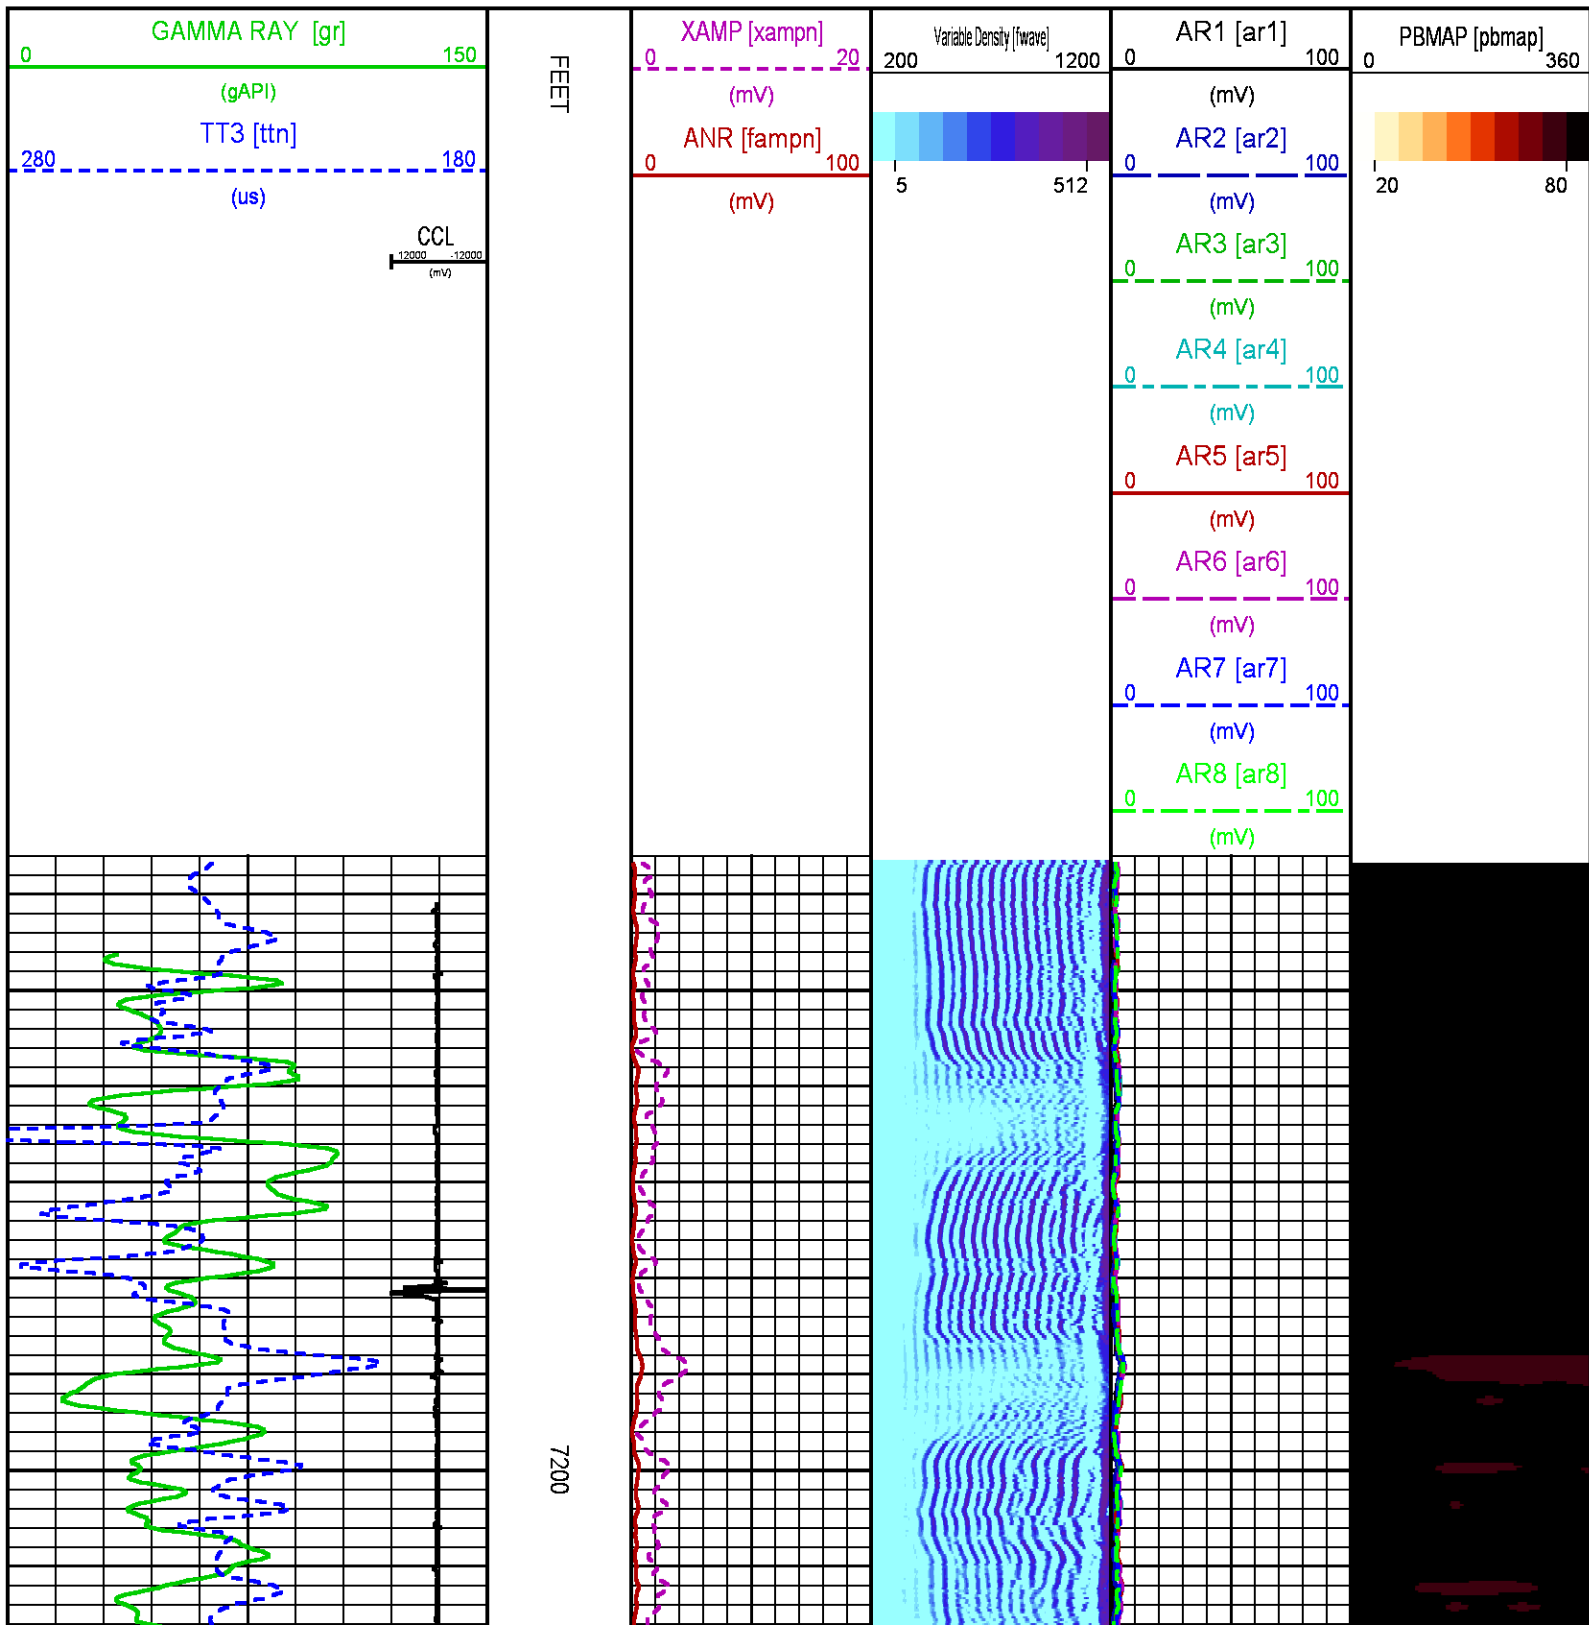 GAMMA RAY [gr]
0 150
(gAPI)
TT3 [ttn]
280 180
(us)
CCL
12000 -12000
(mV)
FEET
7200
XAMP [xampn]
0 20
(mV)
ANR [fampn]
0 100
(mV)
Variable Density [fwave]
200 1200
5 512
AR1 [ar1]
0 100
(mV)
AR2 [ar2]
0 100
(mV)
AR3 [ar3]
0 100
(mV)
AR4 [ar4]
0 100
(mV)
AR5 [ar5]
0 100
(mV)
AR6 [ar6]
0 100
(mV)
AR7 [ar7]
0 100
(mV)
AR8 [ar8]
0 100
(mV)
PBMAP [pbmap]
0 360
20 80